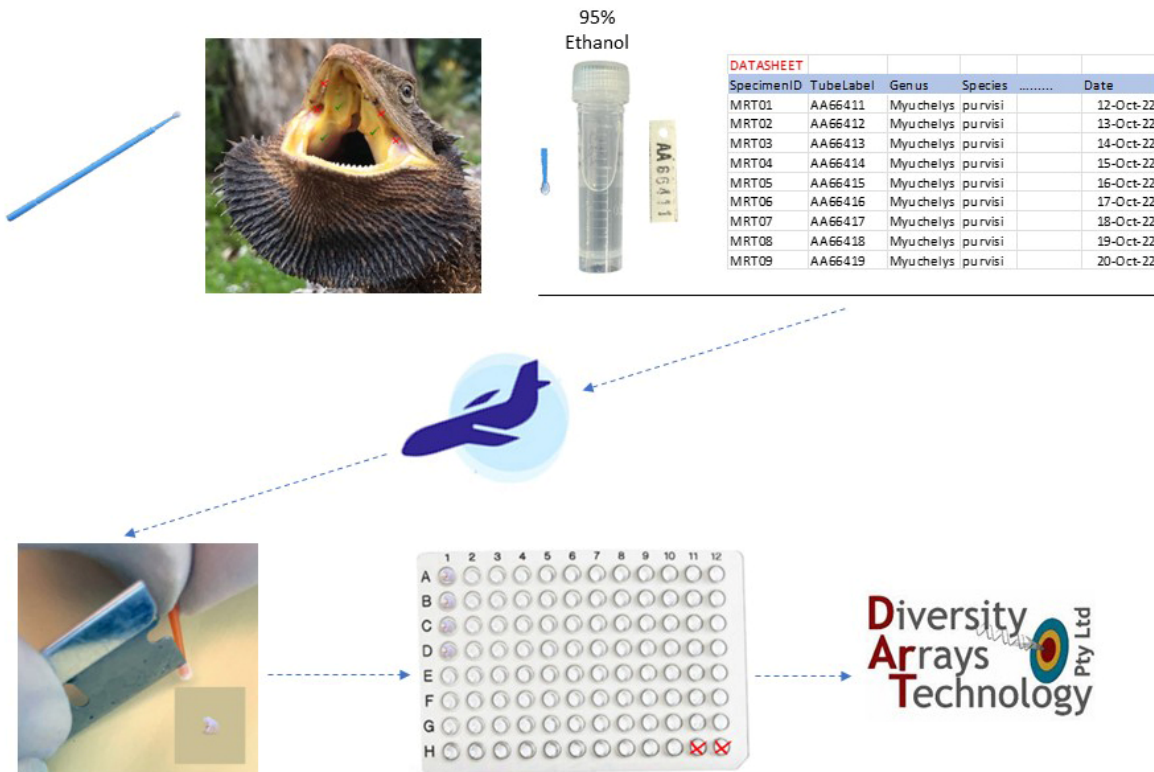 95%
Ethanol
AA66411
DATASHEET
SpecimenID TubeLabel Genus Species ......... Date
MRT01 AA66411 Myuchelys purvisi 12-Oct-22
MRT02 AA66412 Myuchelys purvisi 13-Oct-22
MRT03 AA66413 Myuchelys purvisi 14-Oct-22
MRT04 AA66414 Myuchelys purvisi 15-Oct-22
MRT05 AA66415 Myuchelys purvisi 16-Oct-22
MRT06 AA66416 Myuchelys purvisi 17-Oct-22
MRT07 AA66417 Myuchelys purvisi 18-Oct-22
MRT08 AA66418 Myuchelys purvisi 19-Oct-22
MRT09 AA66419 Myuchelys purvisi 20-Oct-22
1 2 3 4 5 6 7 8 9 10 11 12
A
B
C
D
E
F
G
H
Diversity
Arrays
Technology
Pty Ltd